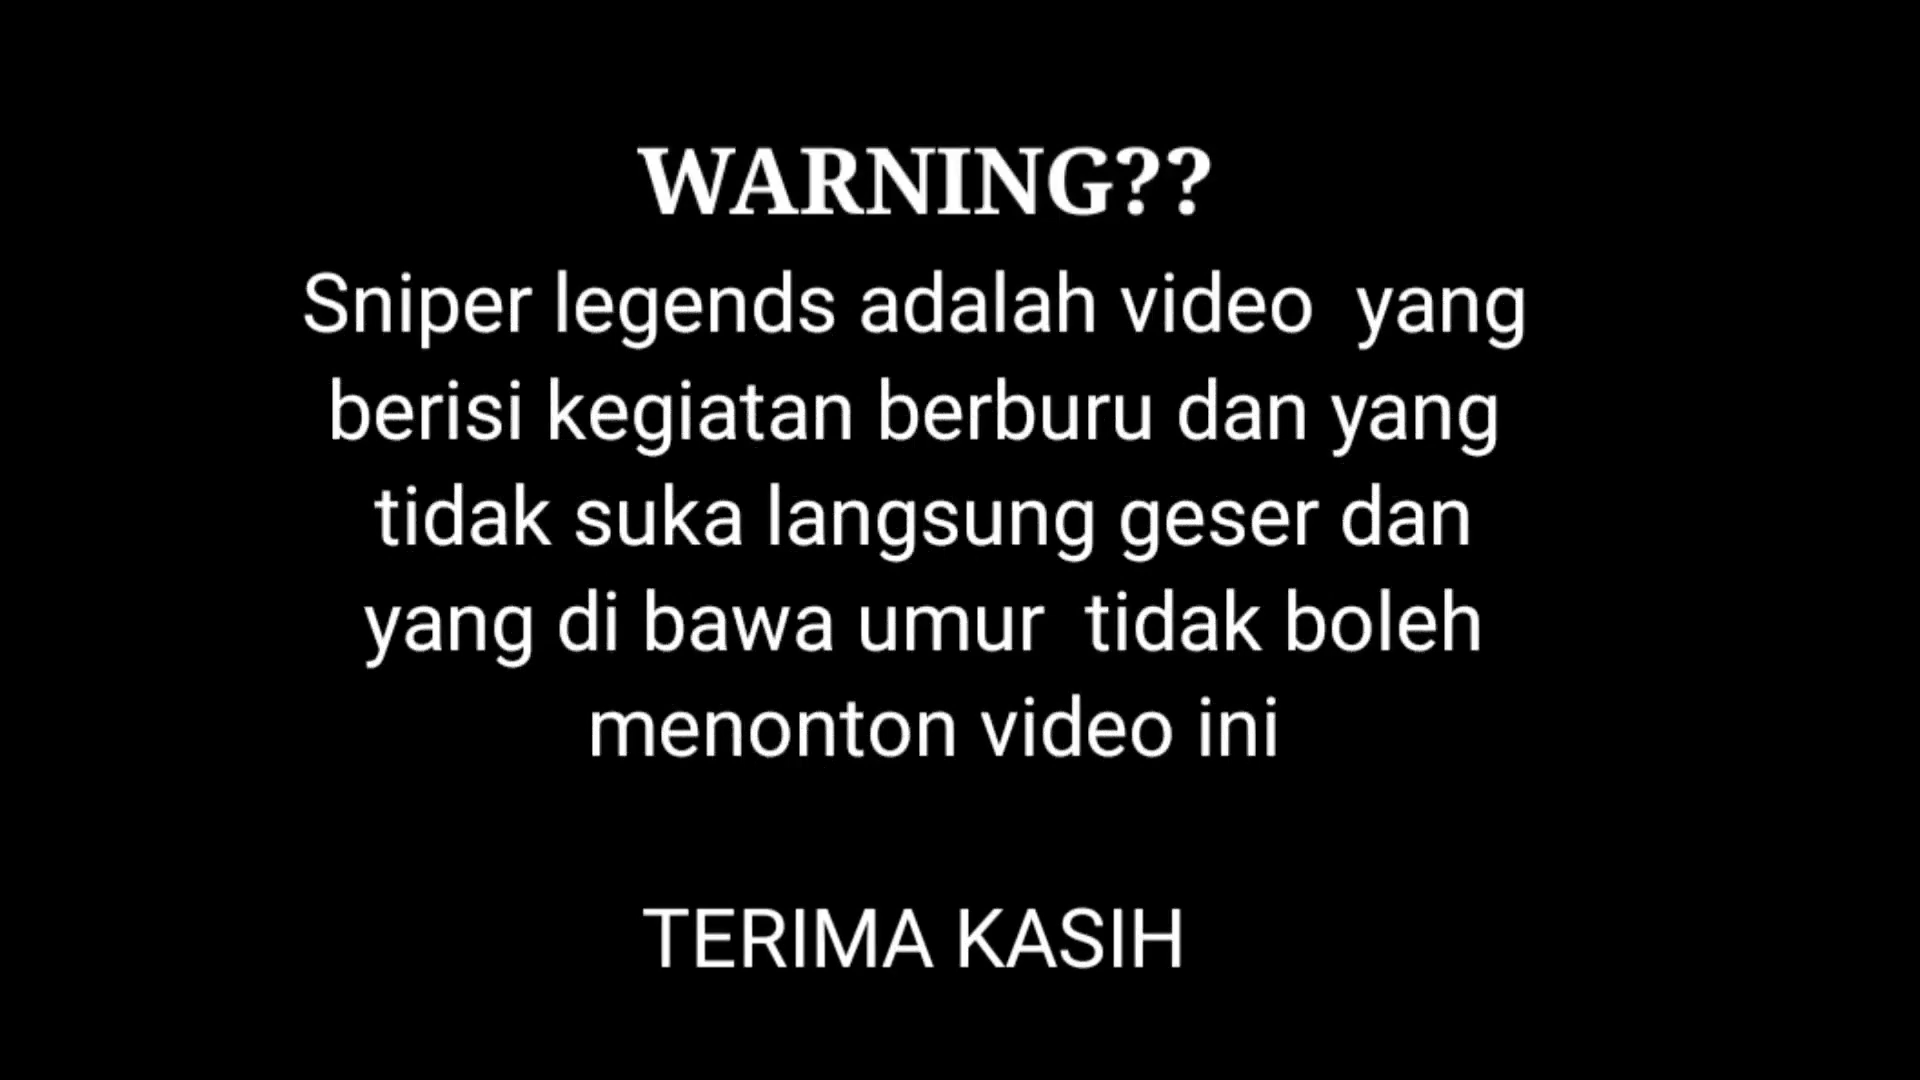 WARNING??
Sniper legends adalah video  yang
berisi kegiatan berburu dan yang
tidak suka langsung geser dan
yang di bawa umur  tidak boleh
menonton video ini
TERIMA KASIH